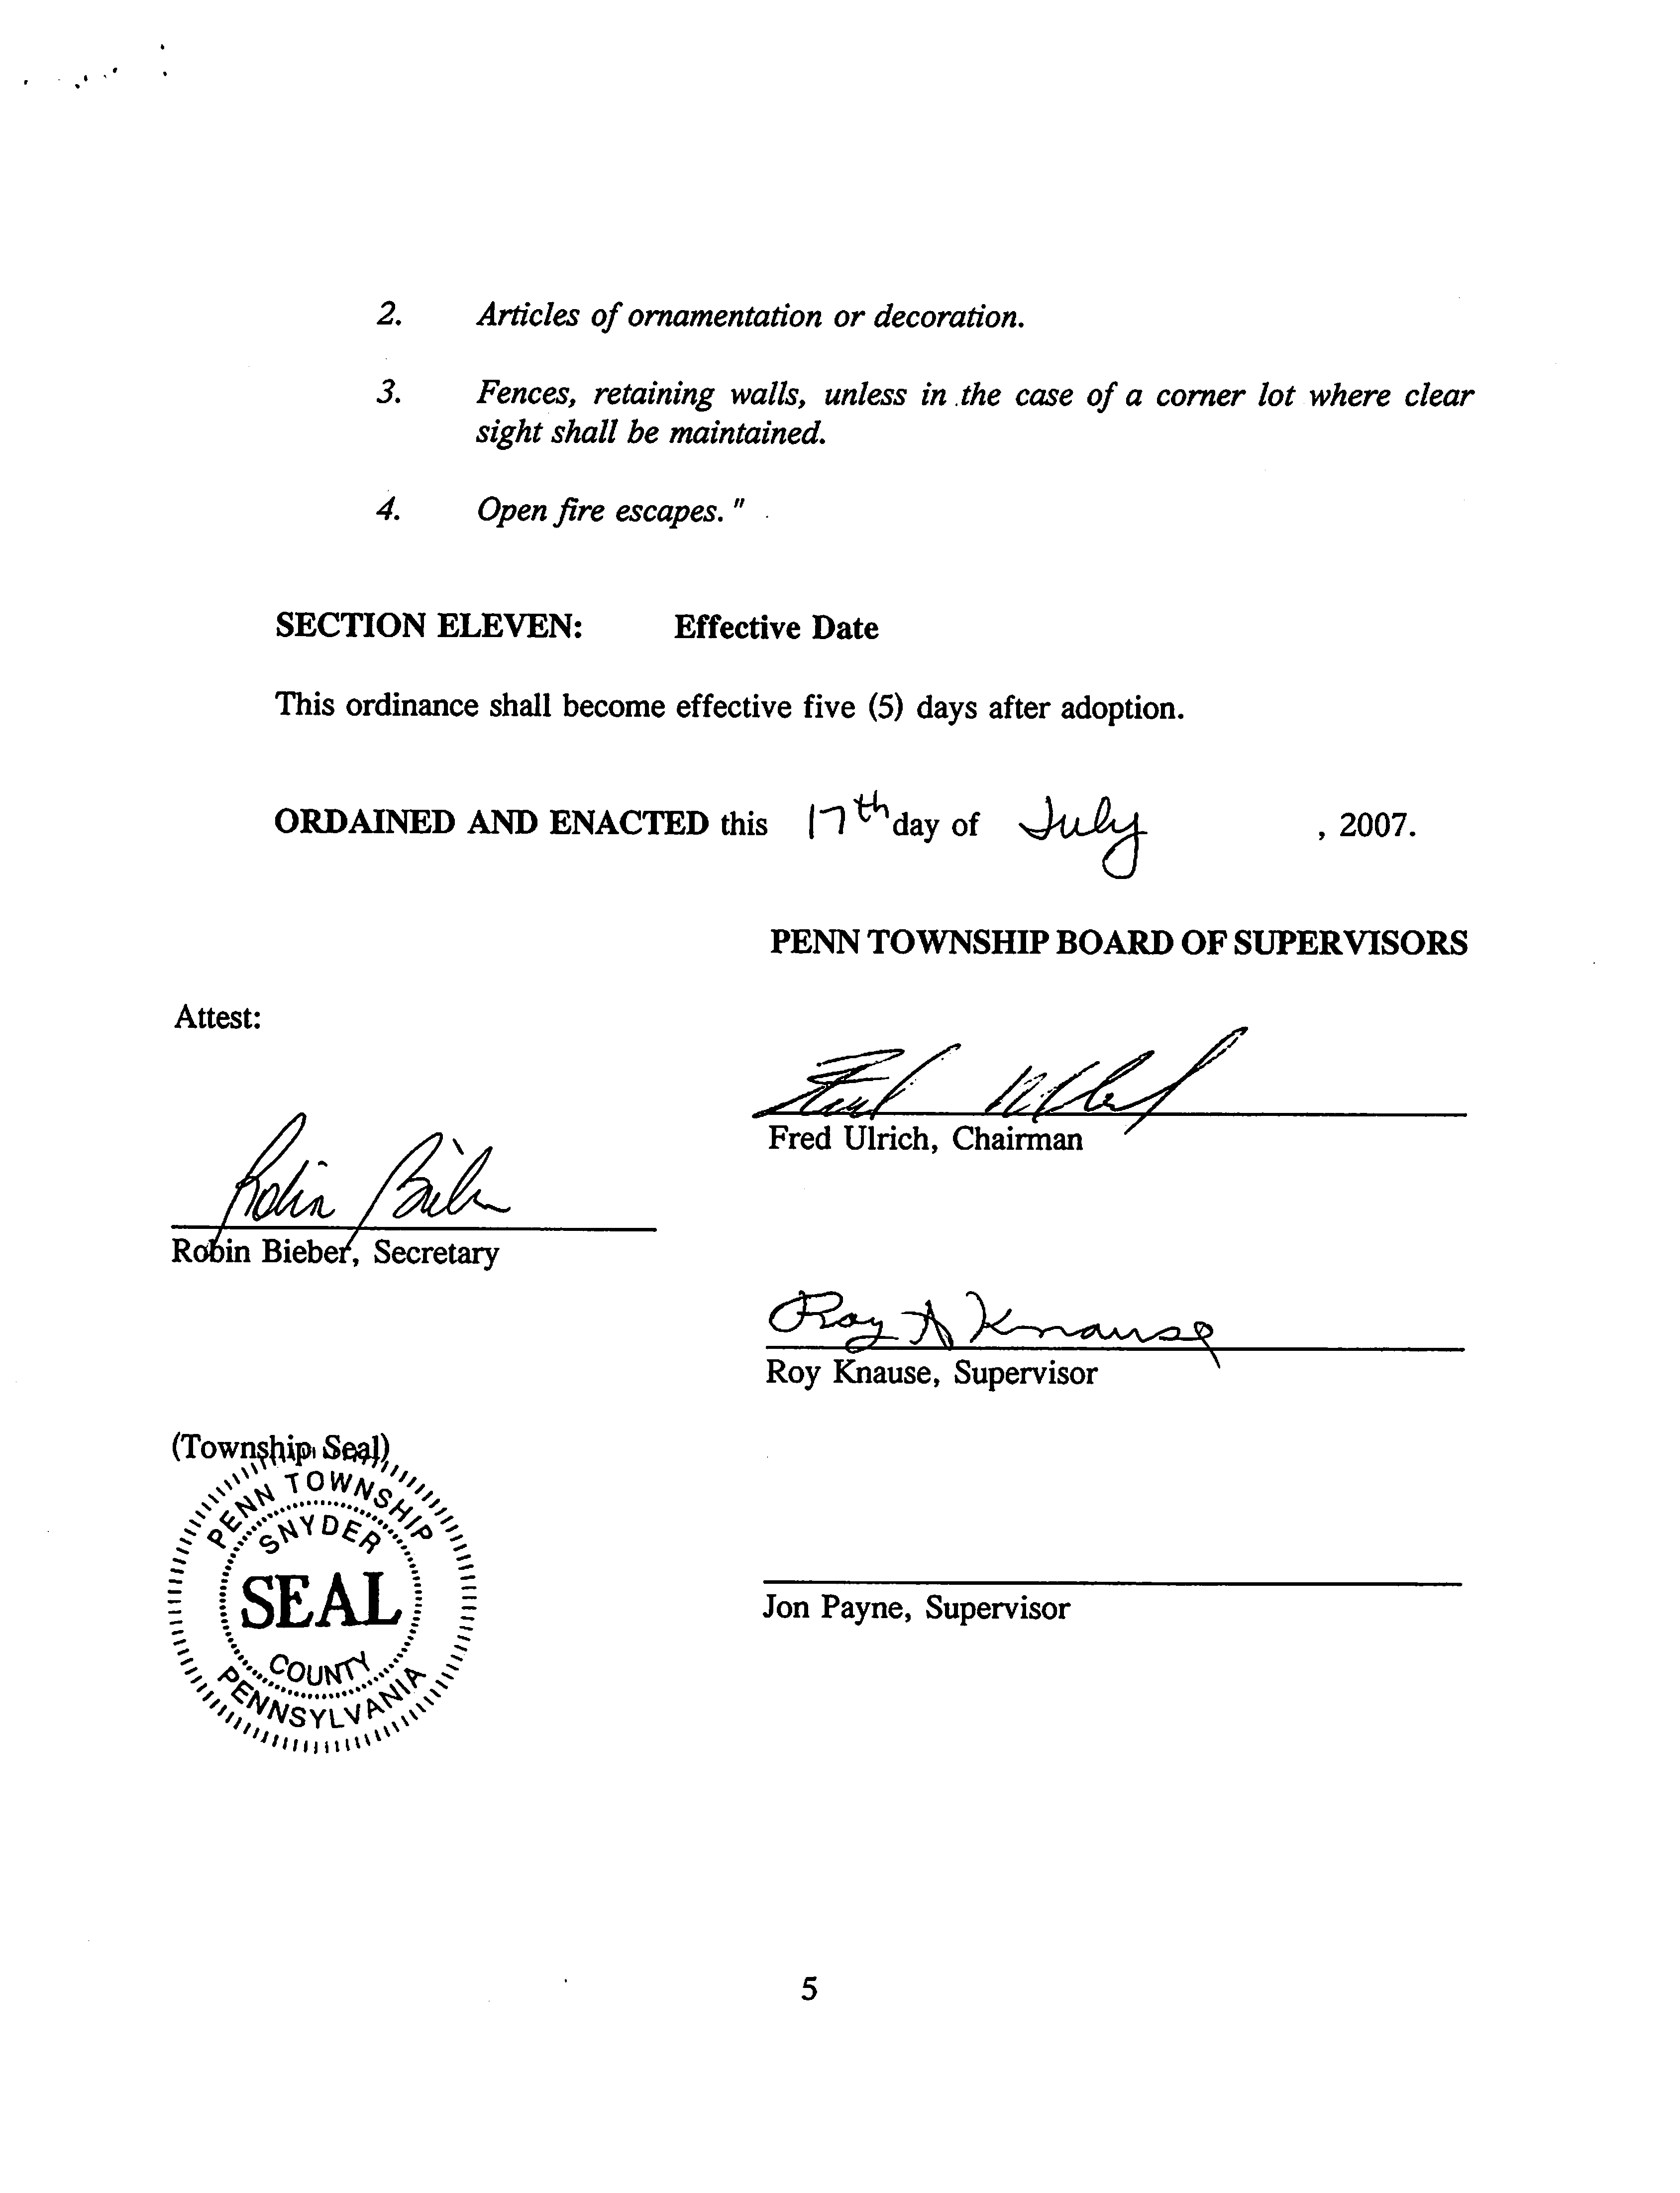 2. Articles of ornamentation or decoration.
3. Fences, retaining walls, unless in the case of a corner lot where clear
sight shall be maintained.
4. Open fire escapes. "
SECTION ELEVEN: Effective Date
This ordinance shall become effective five (5) days after adoption.
ORDAINED AND ENACTED this 17th day of July , 2007.
PENN TOWNSHIP BOARD OF SUPERVISORS
Attest:
Fred Ulrich, Chairman
Robin Bieber
Robin Bieber, Secretary
Roy A Knause
Roy Knause, Supervisor
(Township Seal)
PENN TOWNSHIP
SNYDER
SEAL
COUNTY
PENNSYLVANIA
Jon Payne, Supervisor
5